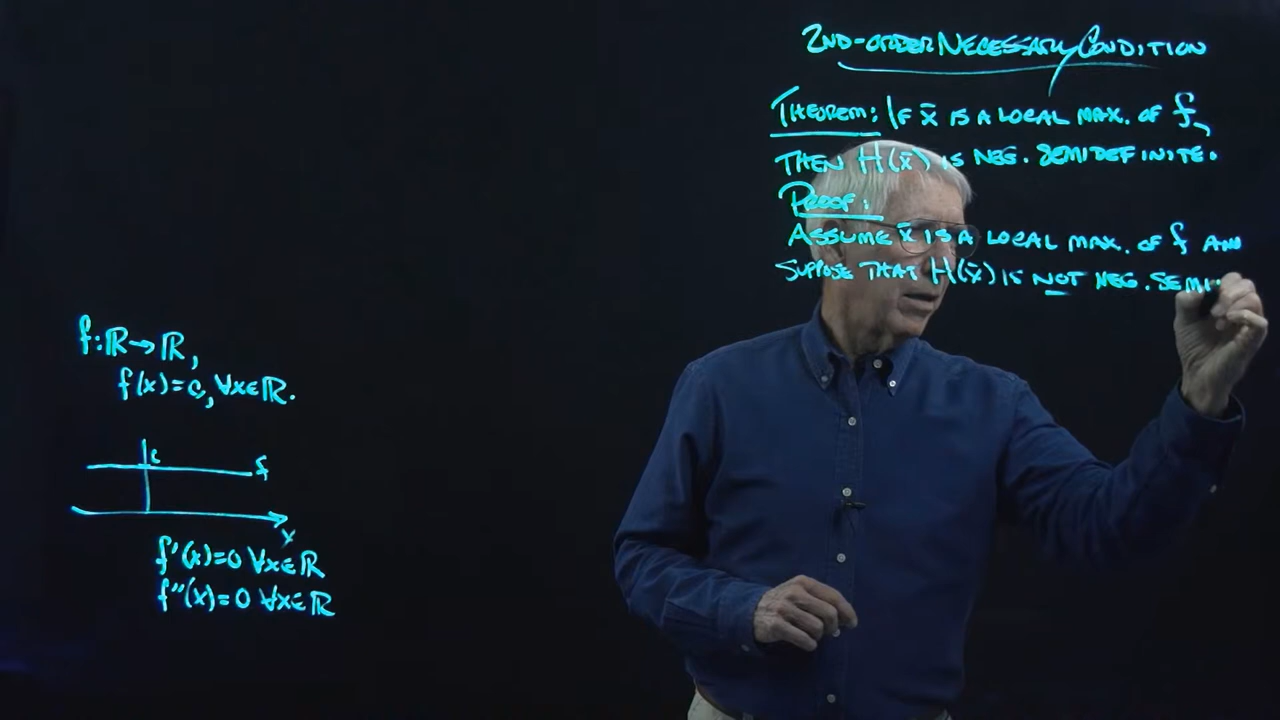 2ND-ORDER NECESSARY CONDITION
THEOREM: IF x̄ IS A LOCAL MAX. OF f,
THEN H(x̄) IS NEG. SEMIDEFINITE.
PROOF:
ASSUME x̄ IS A LOCAL MAX. OF f AND
SUPPOSE THAT H(x̄) IS NOT NEG. SEMI
f: ℝ→ℝ,
f(x)=c, ∀x∈ℝ.
c
f
x
f'(x)=0 ∀x∈ℝ
f''(x)=0 ∀x∈ℝ